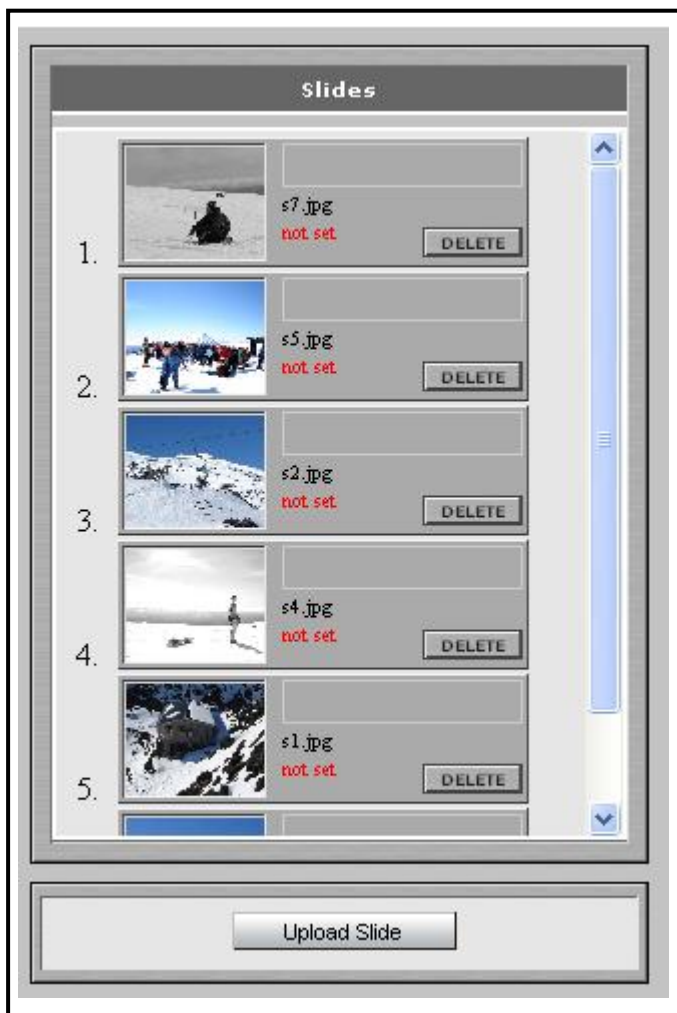 Slides
s7.jpg
not set
1.
DELETE
s5.jpg
not set
2.
DELETE
s2.jpg
not set
3.
DELETE
s4.jpg
not set
4.
DELETE
s1.jpg
not set
5.
DELETE
Upload Slide